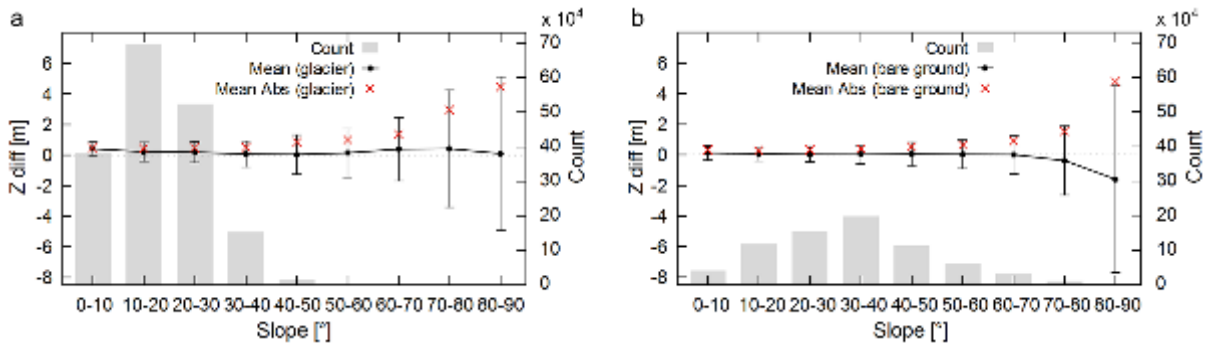 a
x 10⁴
Count
Mean (glacier)
Mean Abs (glacier)
6
4
2
0
-2
-4
-6
-8
Z diff [m]
70
60
50
40
30
20
10
0
Count
0-10 10-20 20-30 30-40 40-50 50-60 60-70 70-80 80-90
Slope [°]
b
x 10⁴
Count
Mean (bare ground)
Mean Abs (bare ground)
6
4
2
0
-2
-4
-6
-8
Z diff [m]
70
60
50
40
30
20
10
0
Count
0-10 10-20 20-30 30-40 40-50 50-60 60-70 70-80 80-90
Slope [°]